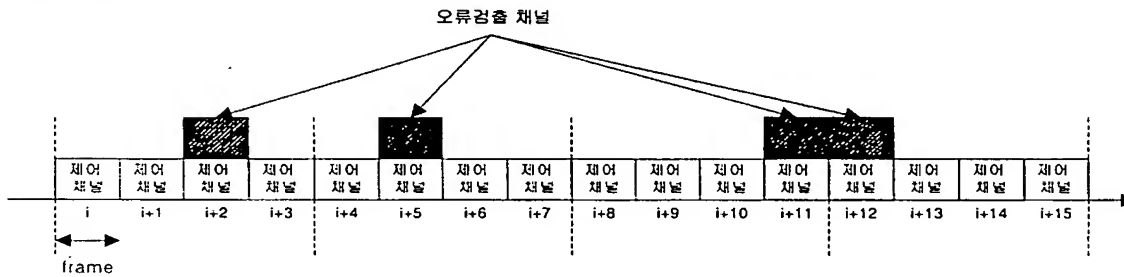 오류검출 채널
제어 제어 제어 제어 제어 제어 제어 제어 제어 제어 제어 제어 제어 제어 제어 제어
채널 채널 채널 채널 채널 채널 채널 채널 채널 채널 채널 채널 채널 채널 채널 채널
i i+1 i+2 i+3 i+4 i+5 i+6 i+7 i+8 i+9 i+10 i+11 i+12 i+13 i+14 i+15
frame